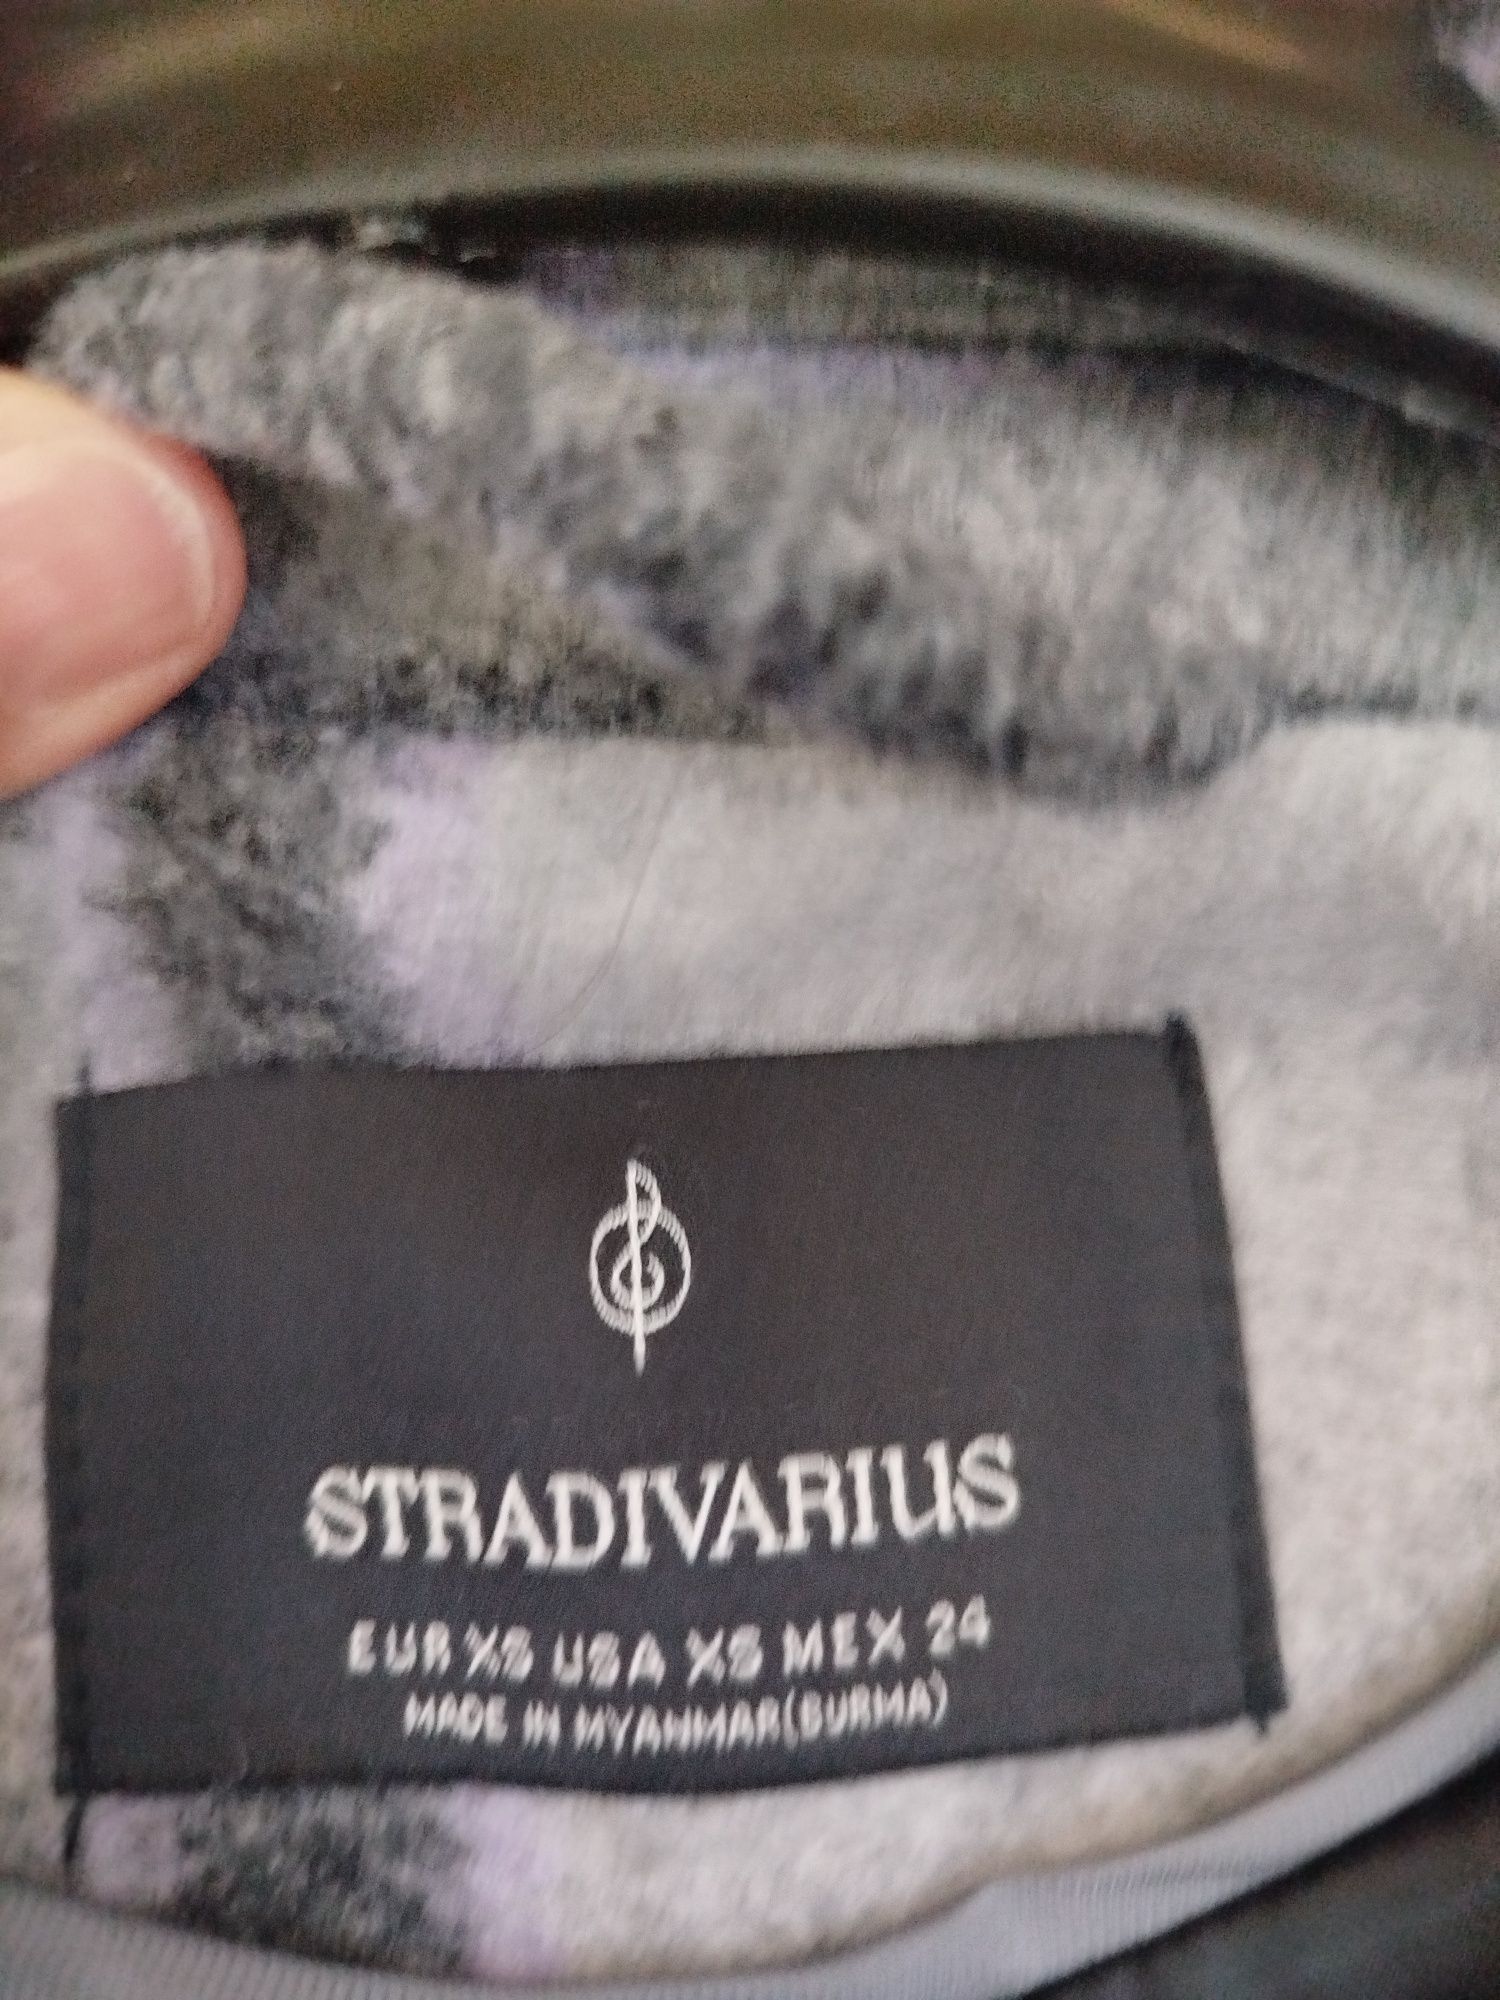 STRADIVARIUS
EUR XS USA XS MEX 24
MADE IN MYANMAR(BURMA)